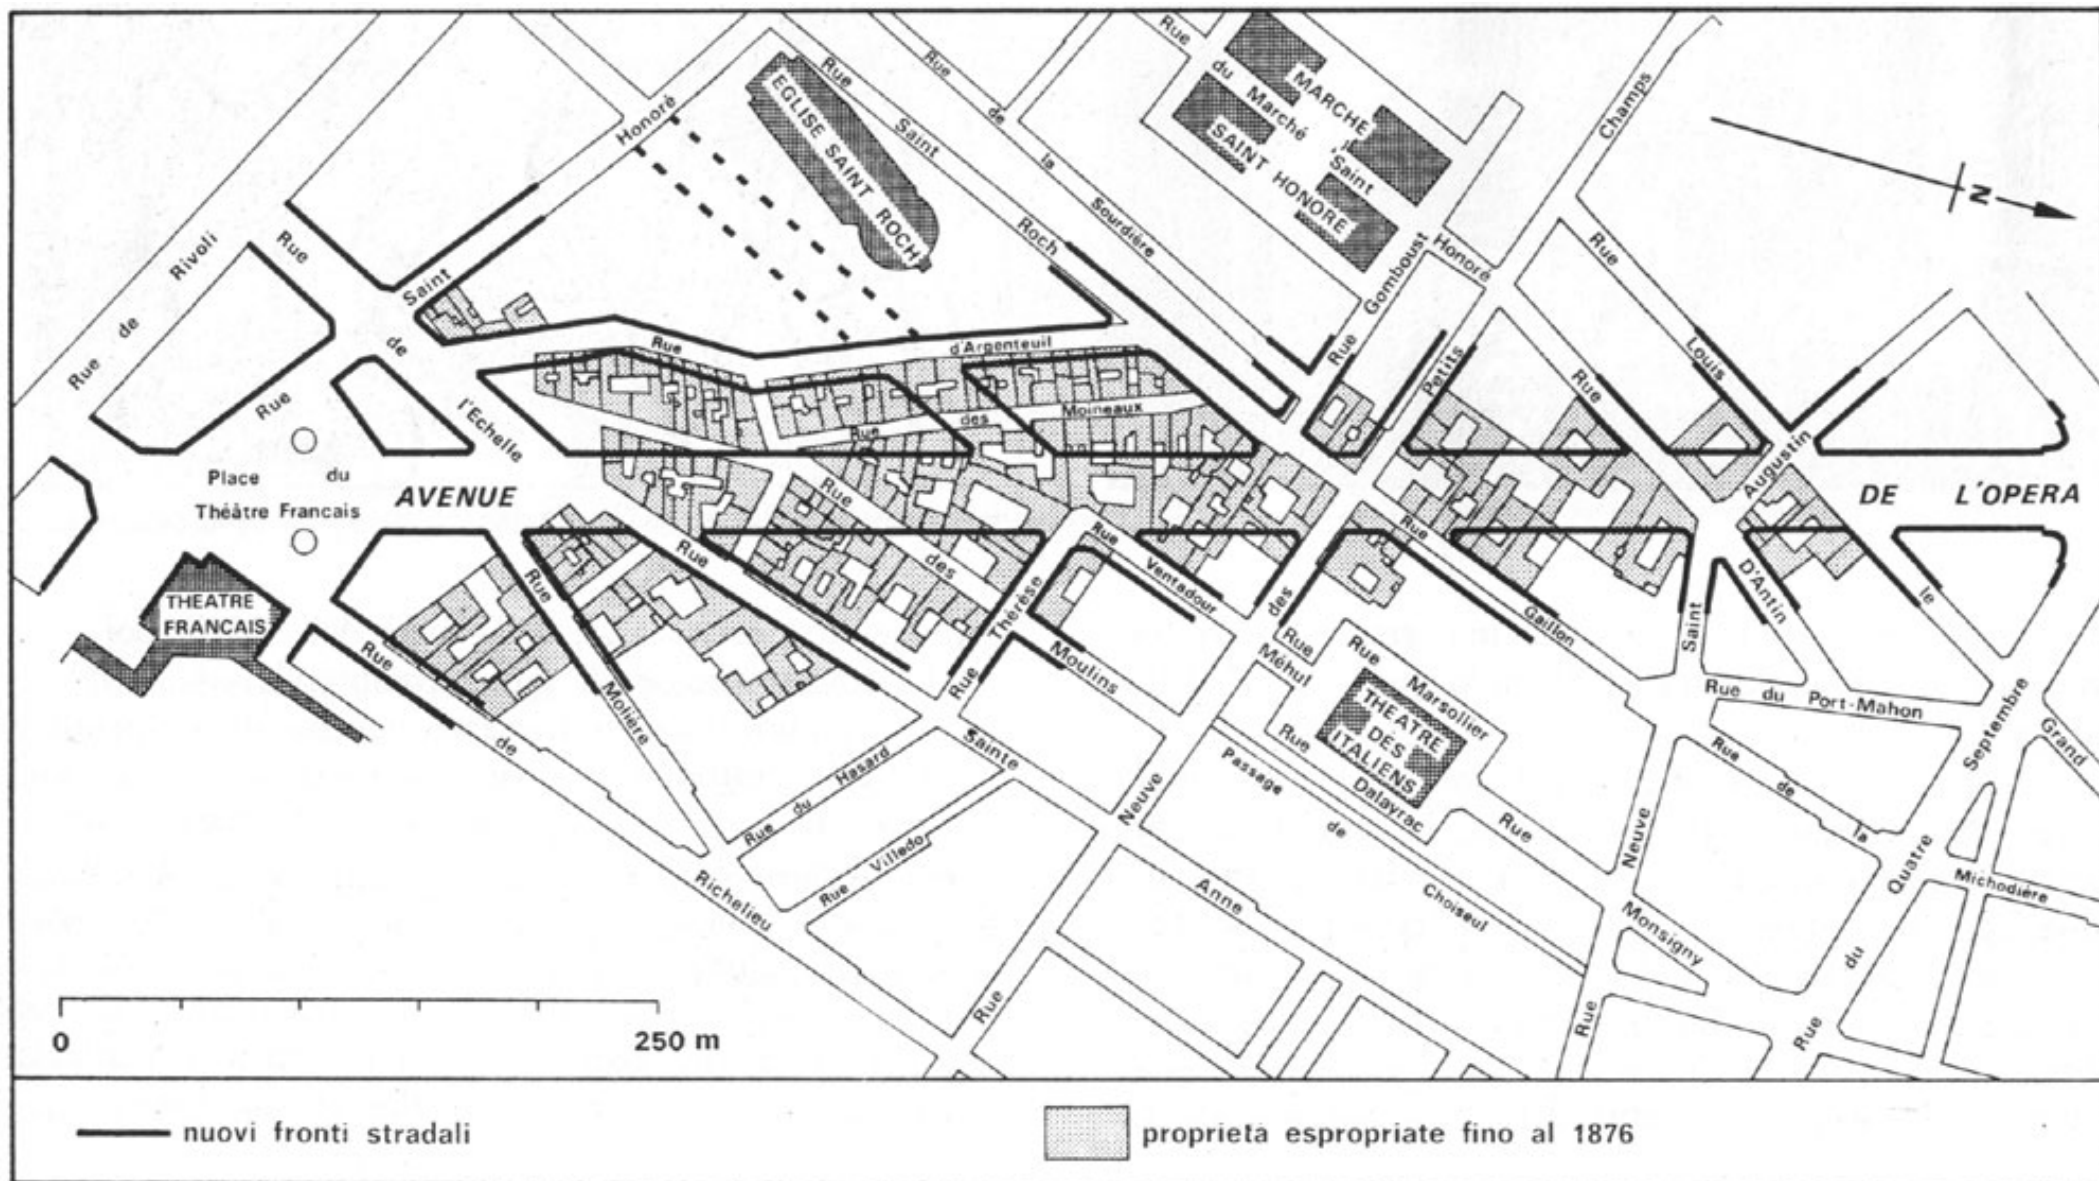 Rue de Rivoli
Rue de l'Echelle
Rue Saint Honoré
EGLISE SAINT ROCH
Rue Saint Roch
Rue de la Sourdière
Rue du Marché Saint Honoré
MARCHE
SAINT HONORE
Rue Gomboust
Rue
Petits
Champs
Rue Louis le Grand
N
Rue d'Argenteuil
Rue des Moineaux
Place du
Théâtre Francais
AVENUE
DE L'OPERA
THEATRE
FRANCAIS
Rue de Richelieu
Rue Molière
Rue
Rue des Moulins
Rue Thérèse
Rue Ventadour
Rue Neuve des
Rue Gaillon
Rue Neuve Saint Augustin
D'Antin
Rue Méhul
Rue Marsollier
THEATRE
DES
ITALIENS
Rue Dalayrac
Passage de Choiseul
Rue Monsigny
Rue du Port-Mahon
Rue de la Michodière
Rue du Quatre Septembre
Rue du Hasard
Rue Villedo
Sainte Anne
0
250 m
nuovi fronti stradali
proprietà espropriate fino al 1876